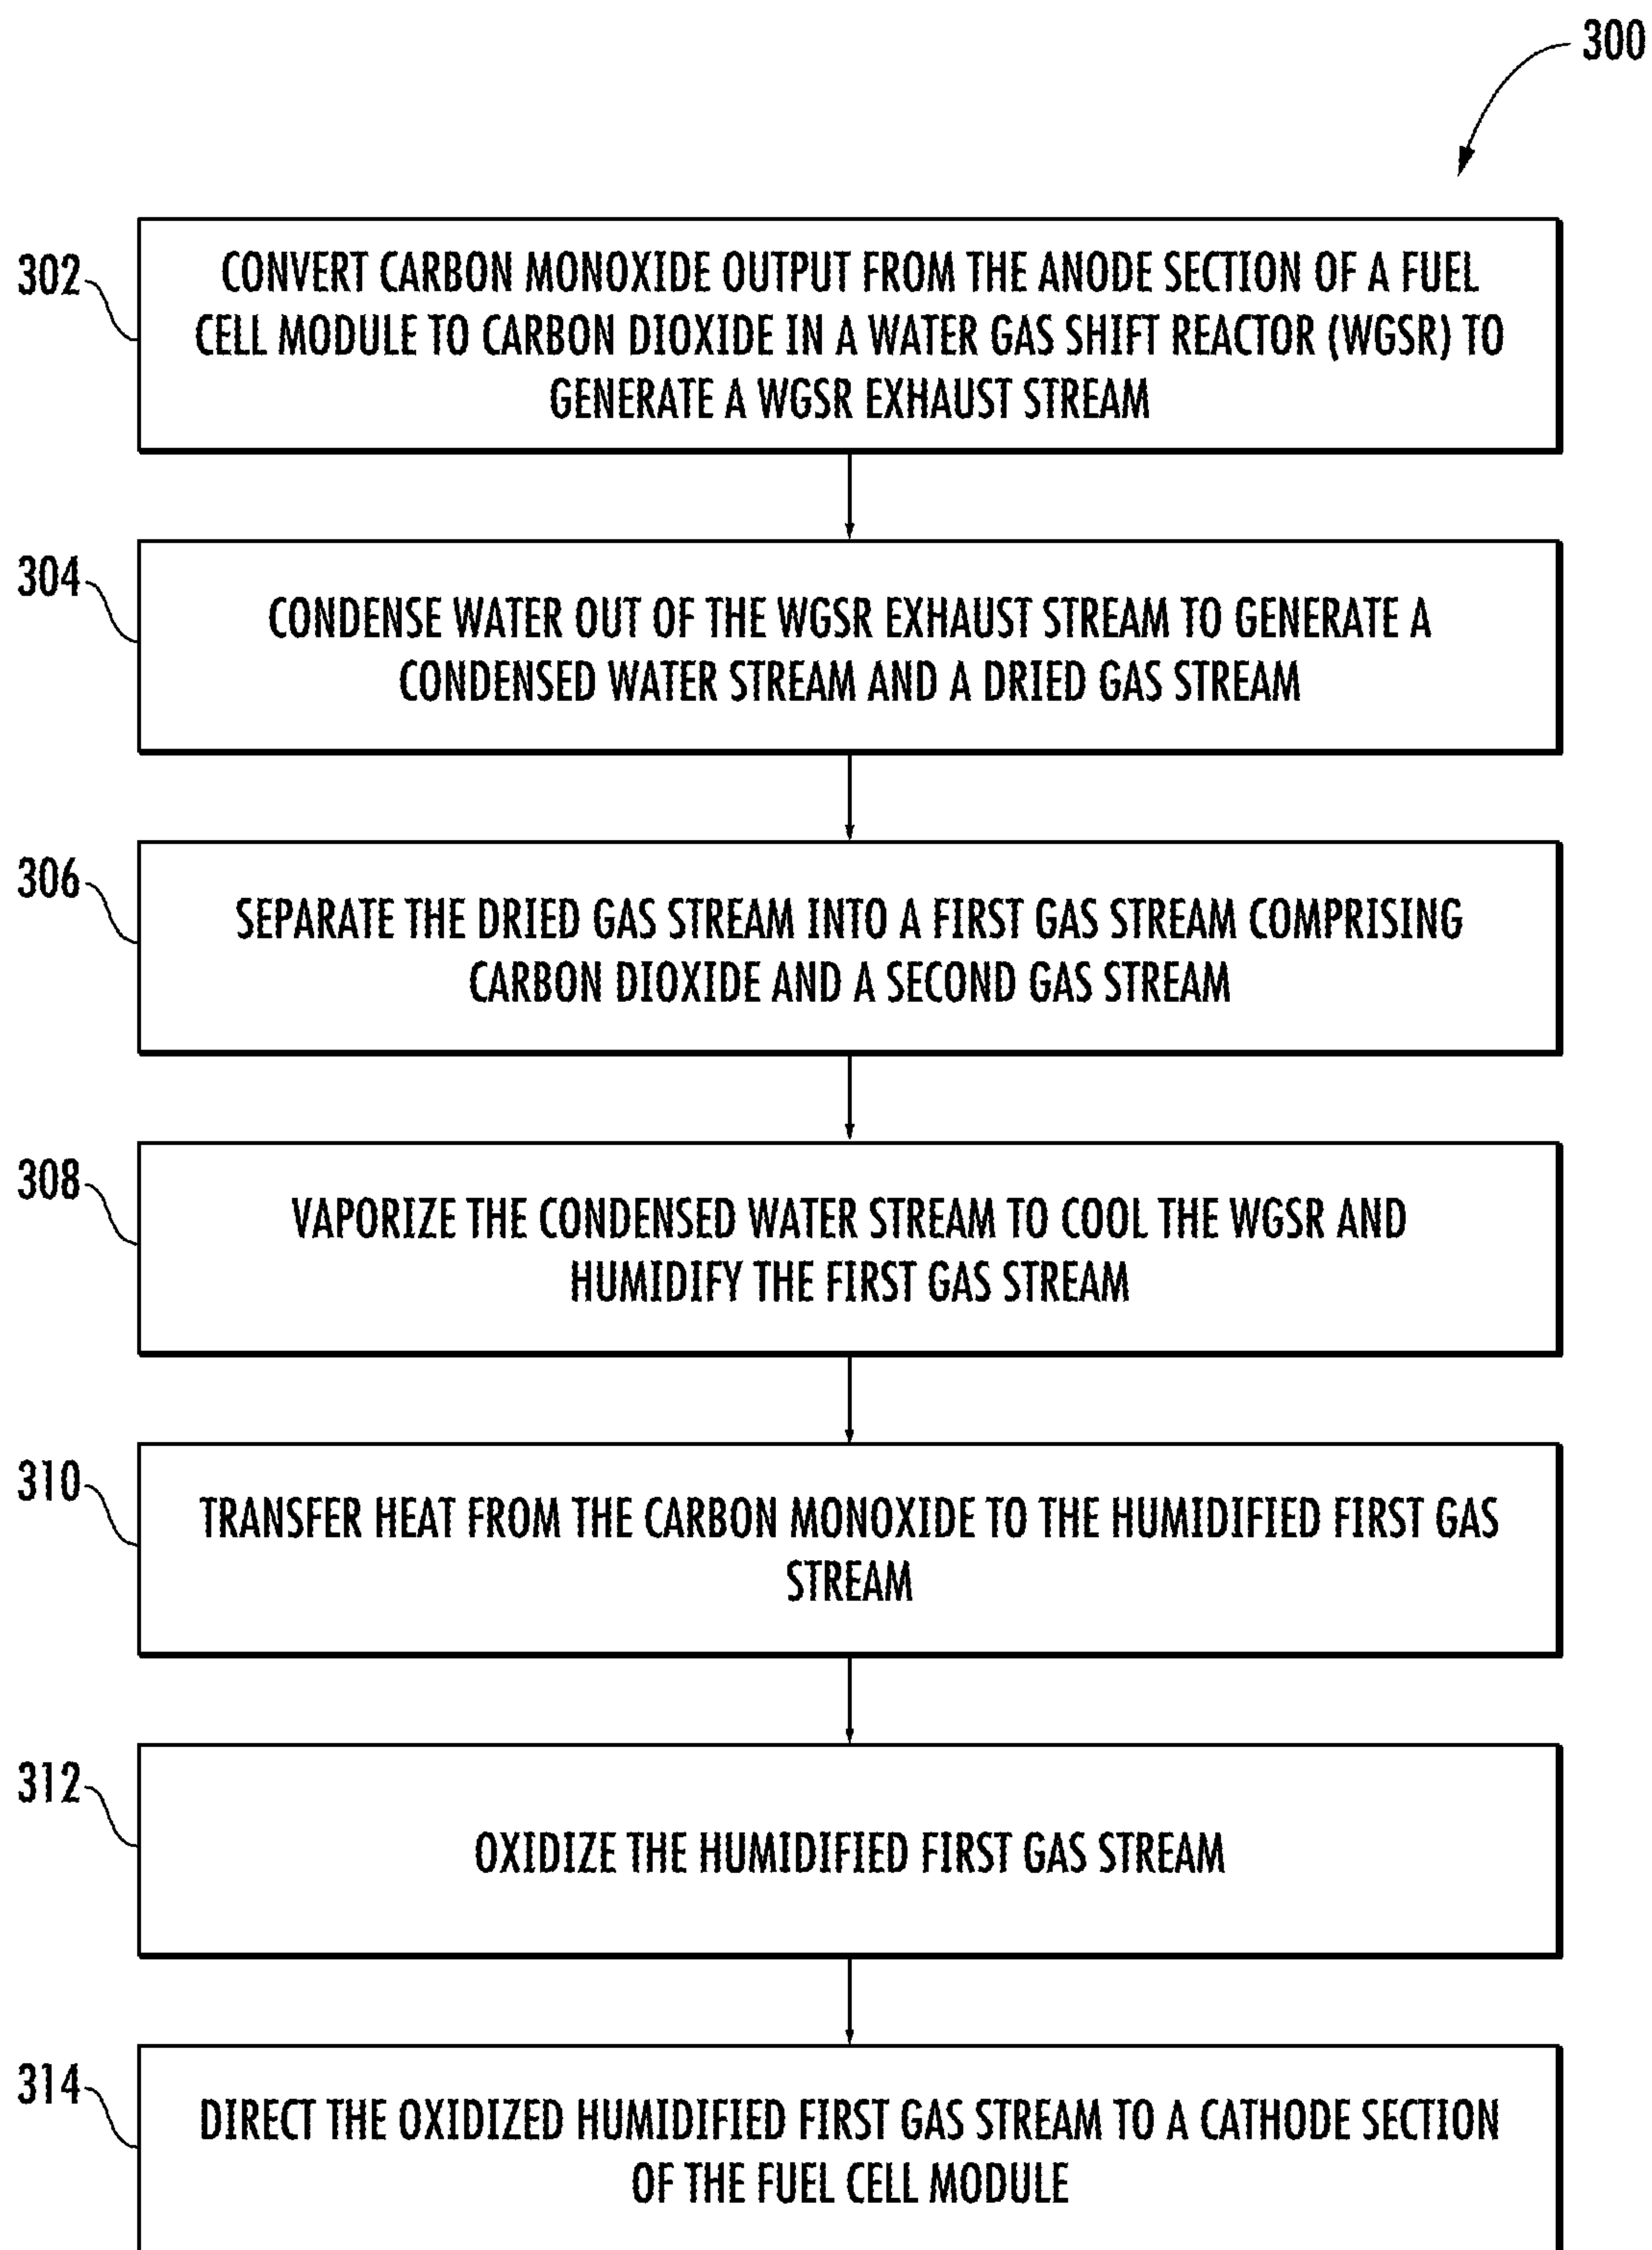 300
302
CONVERT CARBON MONOXIDE OUTPUT FROM THE ANODE SECTION OF A FUEL
CELL MODULE TO CARBON DIOXIDE IN A WATER GAS SHIFT REACTOR (WGSR) TO
GENERATE A WGSR EXHAUST STREAM
304
CONDENSE WATER OUT OF THE WGSR EXHAUST STREAM TO GENERATE A
CONDENSED WATER STREAM AND A DRIED GAS STREAM
306
SEPARATE THE DRIED GAS STREAM INTO A FIRST GAS STREAM COMPRISING
CARBON DIOXIDE AND A SECOND GAS STREAM
308
VAPORIZE THE CONDENSED WATER STREAM TO COOL THE WGSR AND
HUMIDIFY THE FIRST GAS STREAM
310
TRANSFER HEAT FROM THE CARBON MONOXIDE TO THE HUMIDIFIED FIRST GAS
STREAM
312
OXIDIZE THE HUMIDIFIED FIRST GAS STREAM
314
DIRECT THE OXIDIZED HUMIDIFIED FIRST GAS STREAM TO A CATHODE SECTION
OF THE FUEL CELL MODULE